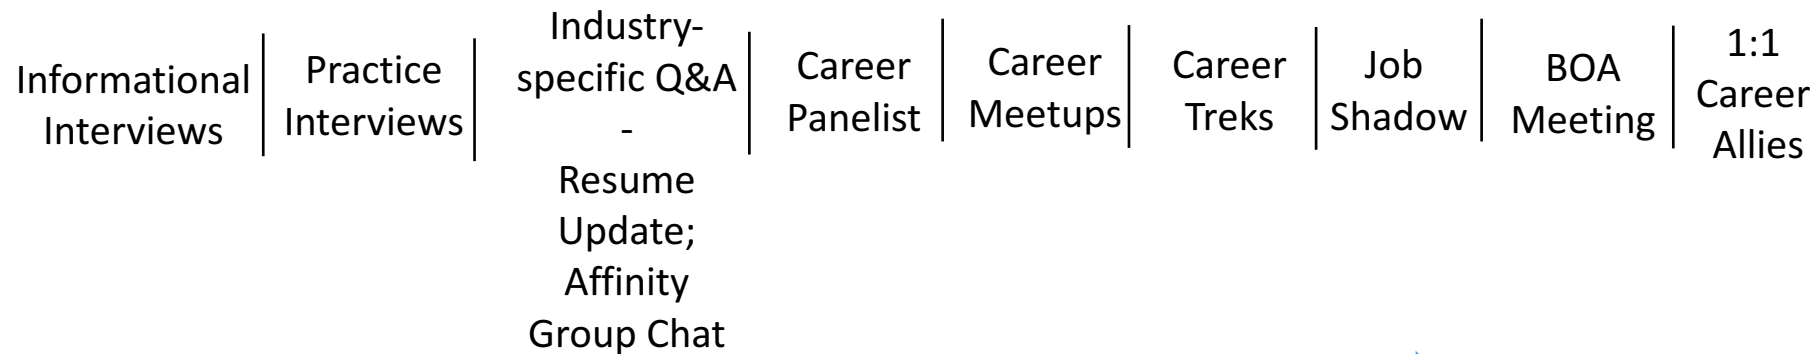 Informational
Interviews
Practice
Interviews
Industry-
specific Q&A
-
Resume
Update;
Affinity
Group Chat
Career
Panelist
Career
Meetups
Career
Treks
Job
Shadow
BOA
Meeting
1:1
Career
Allies